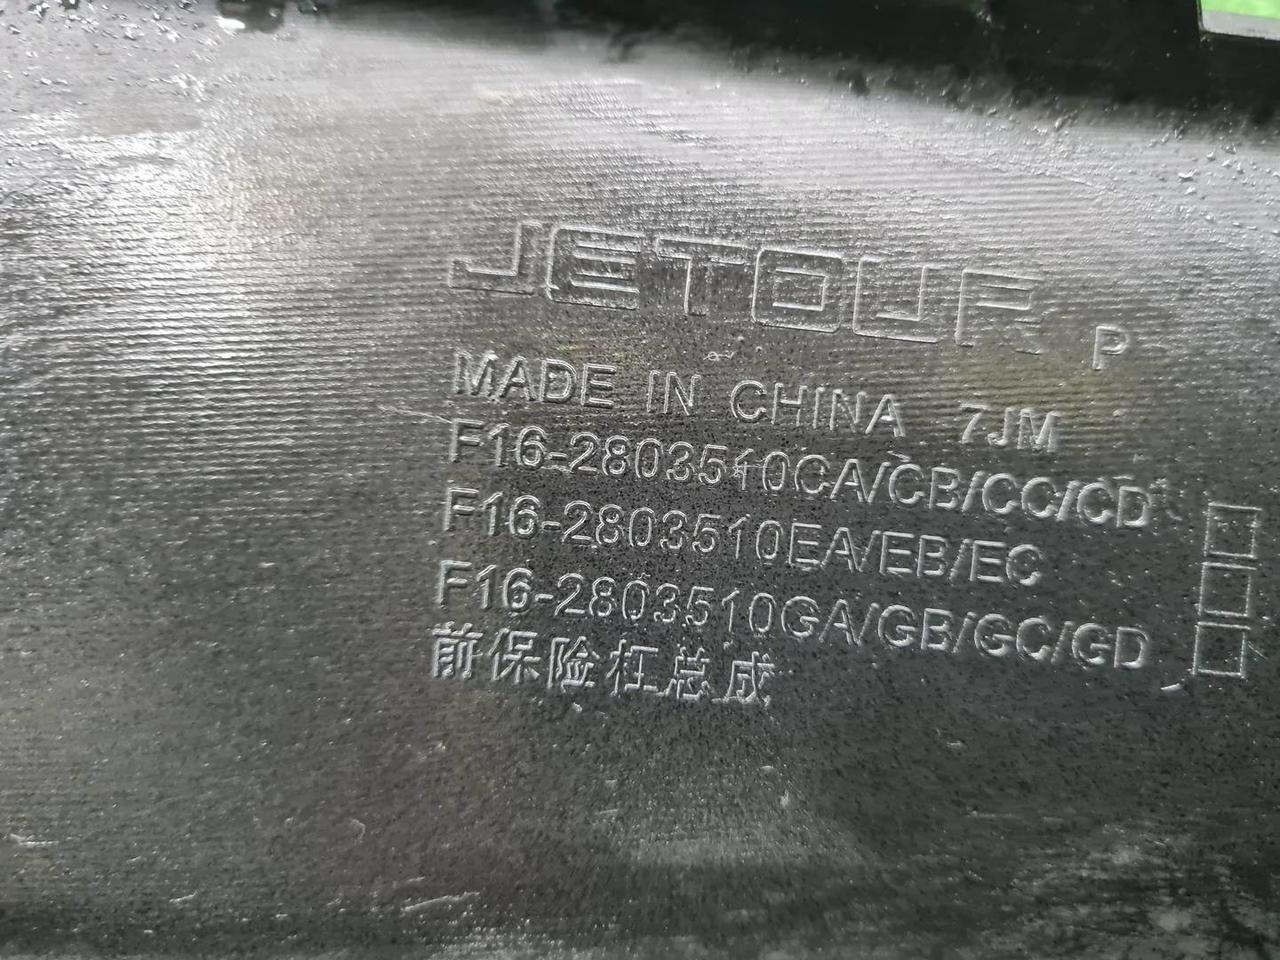 JETOUR P
MADE IN CHINA 7JM
F16-2803510CA/CB/CC/CD
F16-2803510EA/EB/EC
F16-2803510GA/GB/GC/GD
前保险杠总成